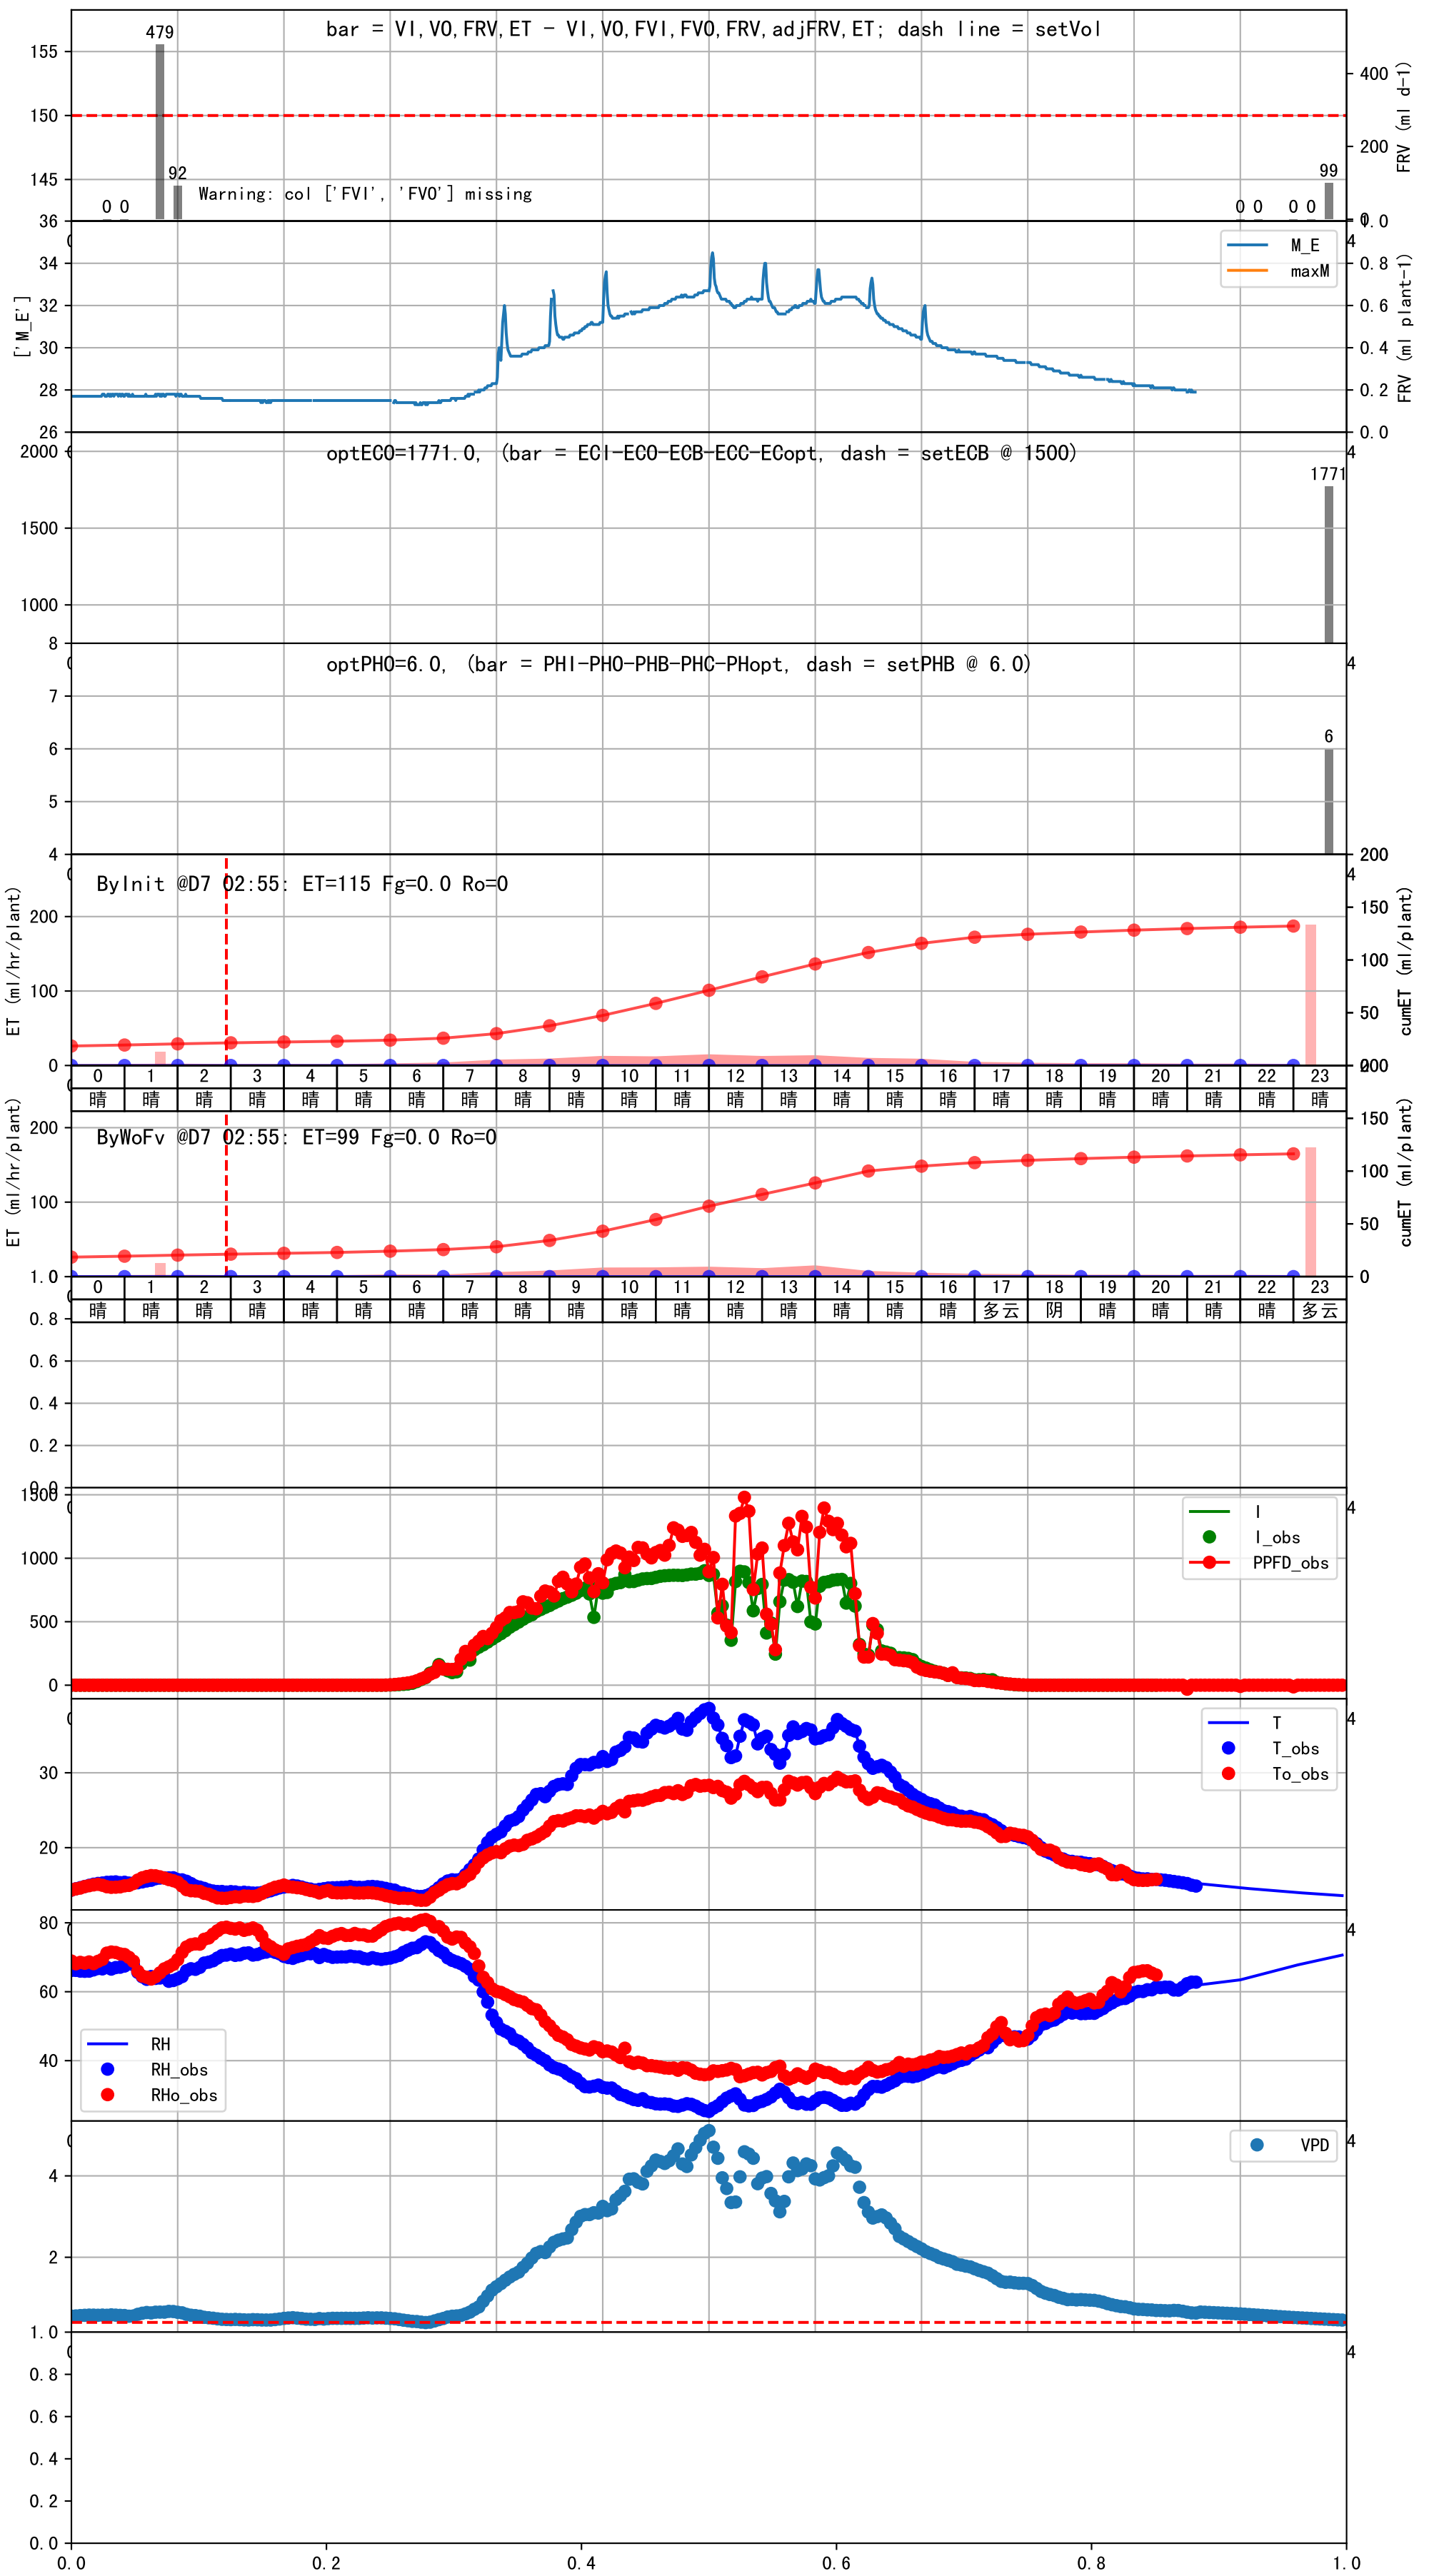 bar = VI,VO,FRV,ET - VI,VO,FVI,FVO,FRV,adjFRV,ET; dash line = setVol
479
92
0 0
Warning: col ['FVI', 'FVO'] missing
0 0 0 0
99
155
150
145
400
200
0
FRV (ml d-1)
['M_E']
36
34
32
30
28
26
M_E
maxM
1.0
0.8
0.6
0.4
0.2
0.0
FRV (ml plant-1)
optECO=1771.0, (bar = ECI-ECO-ECB-ECC-ECopt, dash = setECB @ 1500)
2000
1500
1000
1771
optPHO=6.0, (bar = PHI-PHO-PHB-PHC-PHopt, dash = setPHB @ 6.0)
8
7
6
5
4
6
ByInit @D7 02:55: ET=115 Fg=0.0 Ro=0
ET (ml/hr/plant)
200
100
0
200
150
100
50
cumET (ml/plant)
0 1 2 3 4 5 6 7 8 9 10 11 12 13 14 15 16 17 18 19 20 21 22 23
晴 晴 晴 晴 晴 晴 晴 晴 晴 晴 晴 晴 晴 晴 晴 晴 晴 晴 晴 晴 晴 晴 晴 晴
ByWoFv @D7 02:55: ET=99 Fg=0.0 Ro=0
ET (ml/hr/plant)
200
100
150
100
50
0
cumET (ml/plant)
0 1 2 3 4 5 6 7 8 9 10 11 12 13 14 15 16 17 18 19 20 21 22 23
晴 晴 晴 晴 晴 晴 晴 晴 晴 晴 晴 晴 晴 晴 晴 晴 晴 多云 阴 晴 晴 晴 晴 多云
1.0
0.8
0.6
0.4
0.2
0.0
1500
1000
500
0
I
I_obs
PPFD_obs
30
20
T
T_obs
To_obs
80
60
40
RH
RH_obs
RHo_obs
4
2
VPD
1.0
0.8
0.6
0.4
0.2
0.0
0.0 0.2 0.4 0.6 0.8 1.0